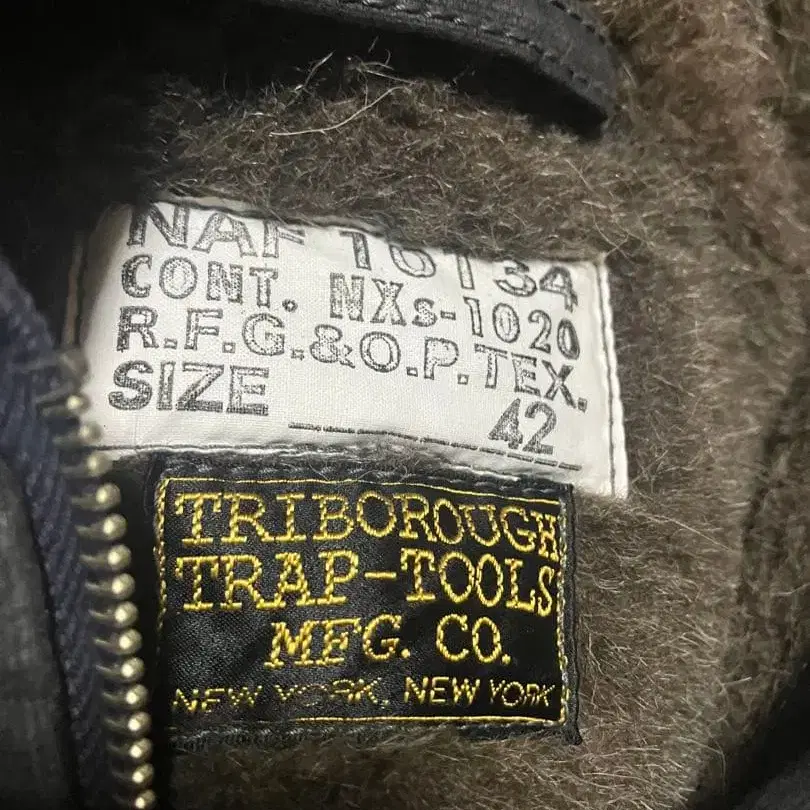 NAF 16134
CONT. NXs-1020
R.F.G.&O.P.TEX.
SIZE 42
TRIBOROUGH
TRAP-TOOLS
MFG. CO.
NEW YORK, NEW YORK